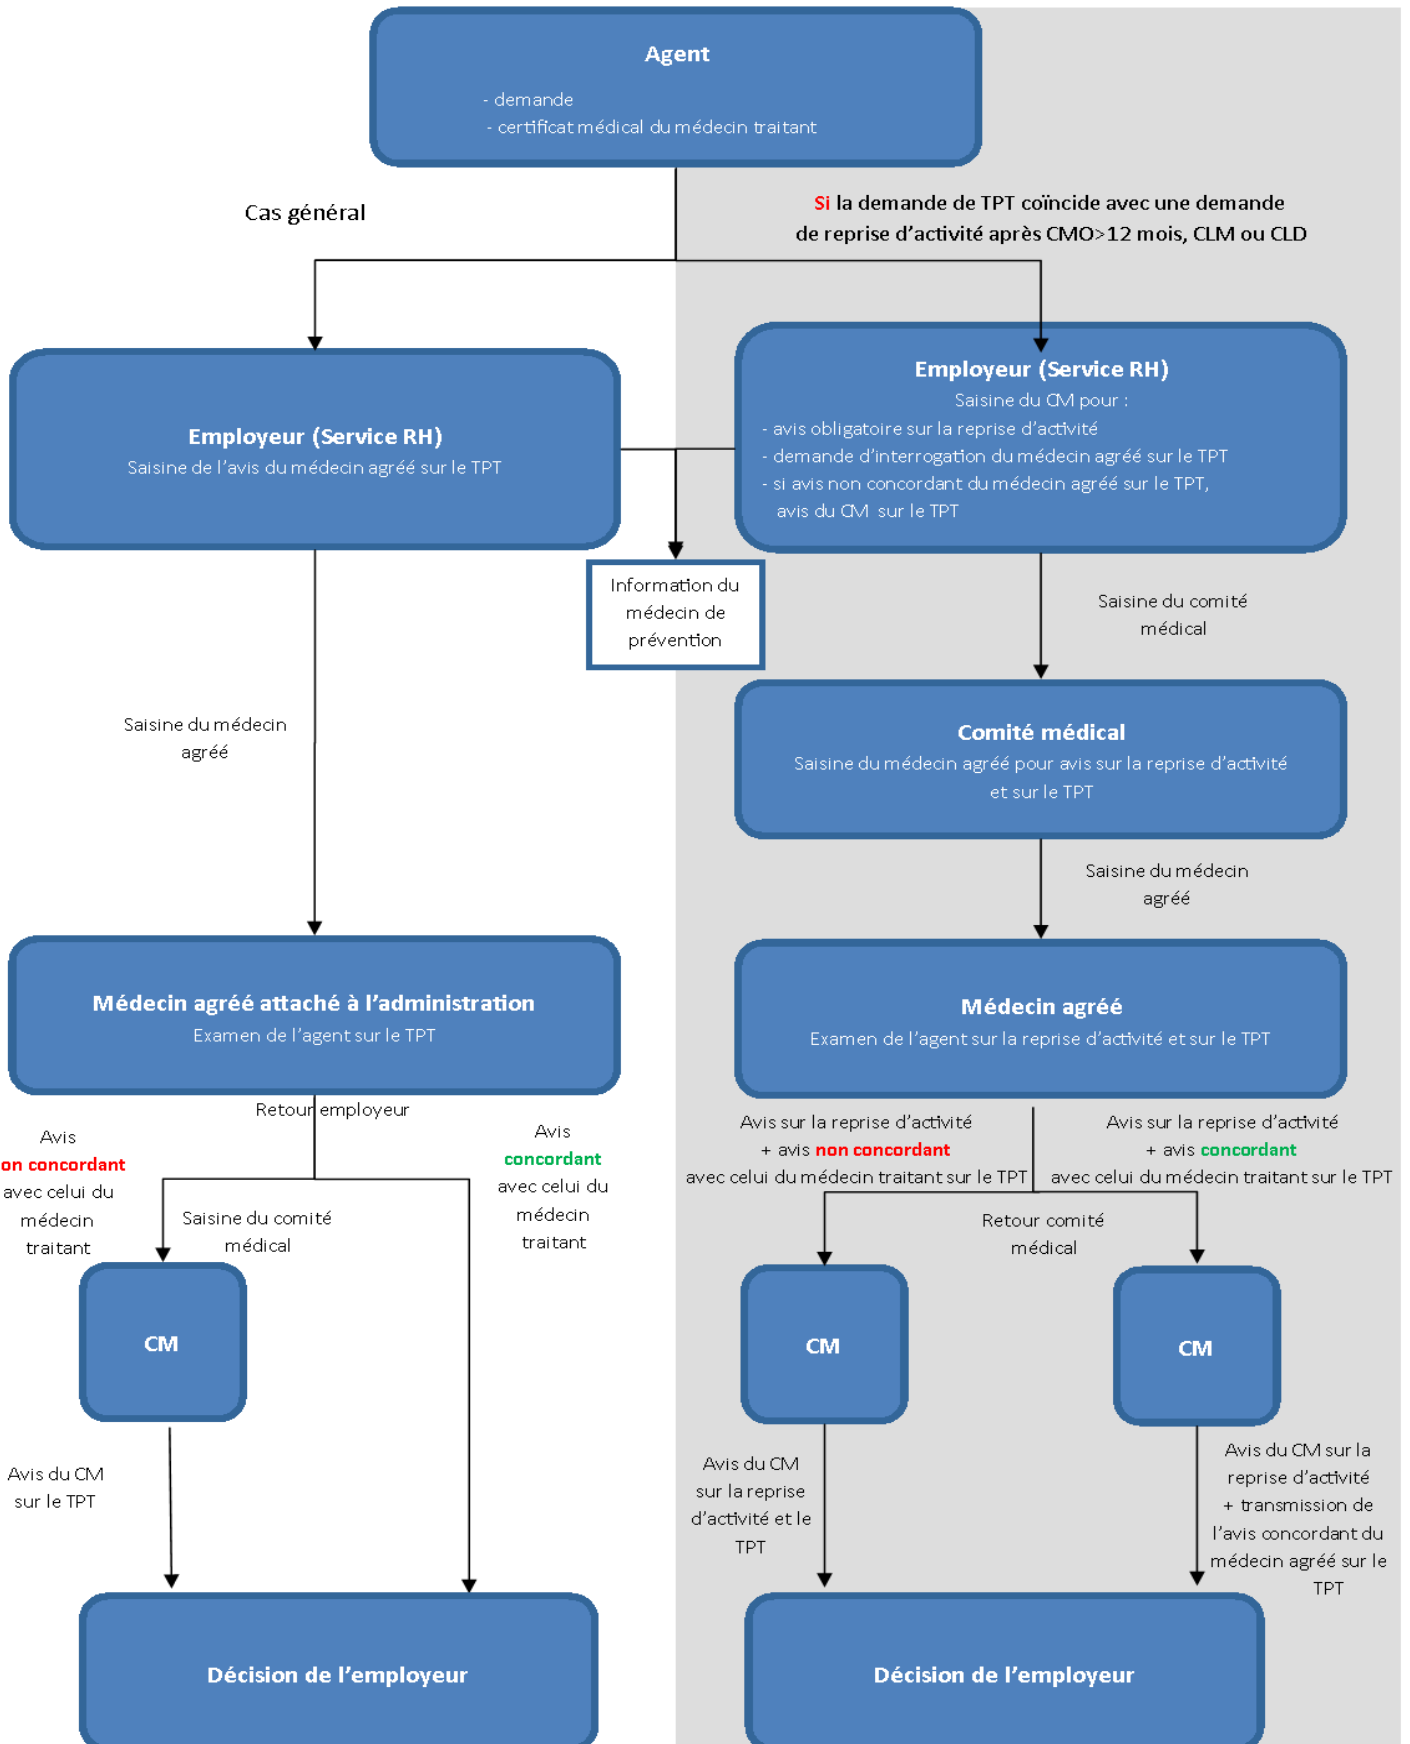 Agent
- demande
- certificat médical du médecin traitant
Cas général
Si la demande de TPT coïncide avec une demande
de reprise d'activité après CMO>12 mois, CLM ou CLD
Employeur (Service RH)
Saisine de l'avis du médecin agréé sur le TPT
Employeur (Service RH)
Saisine du CM pour :
- avis obligatoire sur la reprise d'activité
- demande d'interrogation du médecin agréé sur le TPT
- si avis non concordant du médecin agréé sur le TPT,
avis du CM sur le TPT
Information du
médecin de
prévention
Saisine du comité
médical
Saisine du médecin
agréé
Comité médical
Saisine du médecin agréé pour avis sur la reprise d'activité
et sur le TPT
Saisine du médecin
agréé
Médecin agréé attaché à l'administration
Examen de l'agent sur le TPT
Médecin agréé
Examen de l'agent sur la reprise d'activité et sur le TPT
Retour employeur
Avis
on concordant
avec celui du
médecin
traitant
Saisine du comité
médical
Avis
concordant
avec celui du
médecin
traitant
Avis sur la reprise d'activité
+ avis non concordant
avec celui du médecin traitant sur le TPT
Avis sur la reprise d'activité
+ avis concordant
avec celui du médecin traitant sur le TPT
Retour comité
médical
CM
CM
CM
Avis du CM
sur le TPT
Avis du CM
sur la reprise
d'activité et le
TPT
Avis du CM sur la
reprise d'activité
+ transmission de
l'avis concordant du
médecin agréé sur le
TPT
Décision de l'employeur
Décision de l'employeur